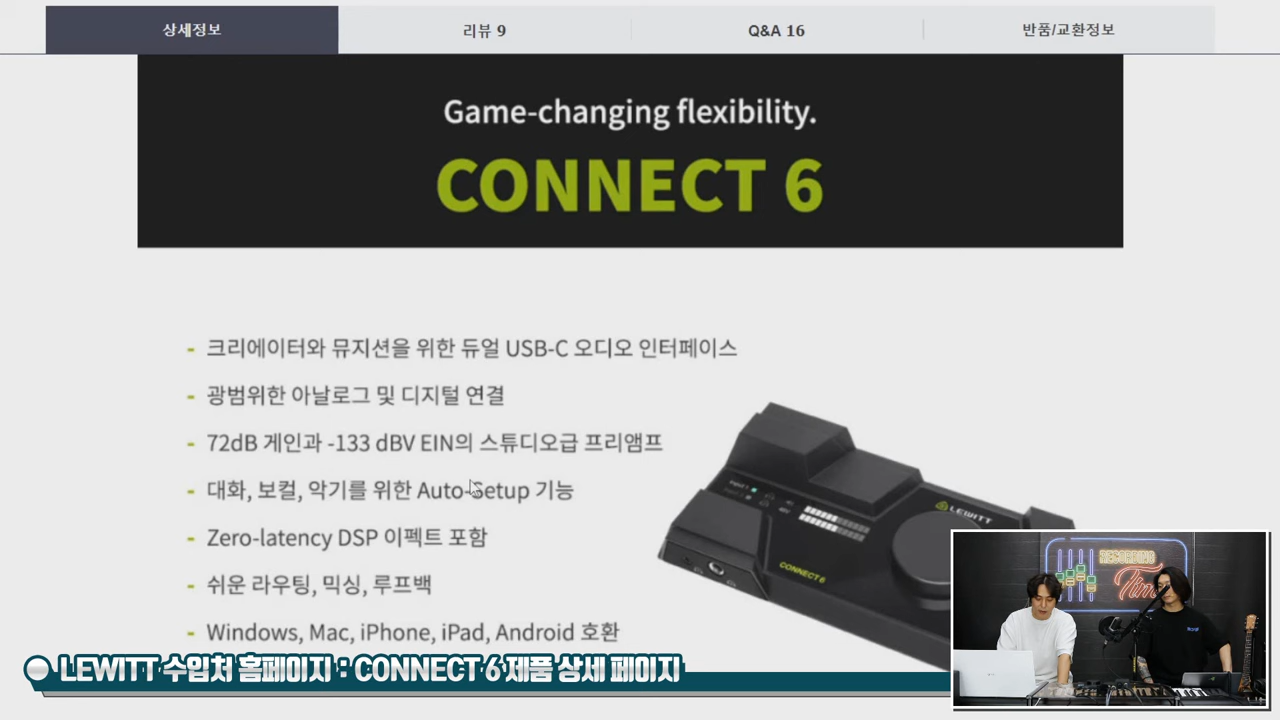 상세정보
리뷰 9
Q&A 16
반품/교환정보
Game-changing flexibility.
CONNECT 6
- 크리에이터와 뮤지션을 위한 듀얼 USB-C 오디오 인터페이스
- 광범위한 아날로그 및 디지털 연결
- 72dB 게인과 -133 dBV EIN의 스튜디오급 프리앰프
- 대화, 보컬, 악기를 위한 Auto-Setup 기능
- Zero-latency DSP 이펙트 포함
- 쉬운 라우팅, 믹싱, 루프백
- Windows, Mac, iPhone, iPad, Android 호환
LEWITT
CONNECT 6
RECORDING
Time
LEWITT 수입처 홈페이지 : CONNECT 6 제품 상세 페이지